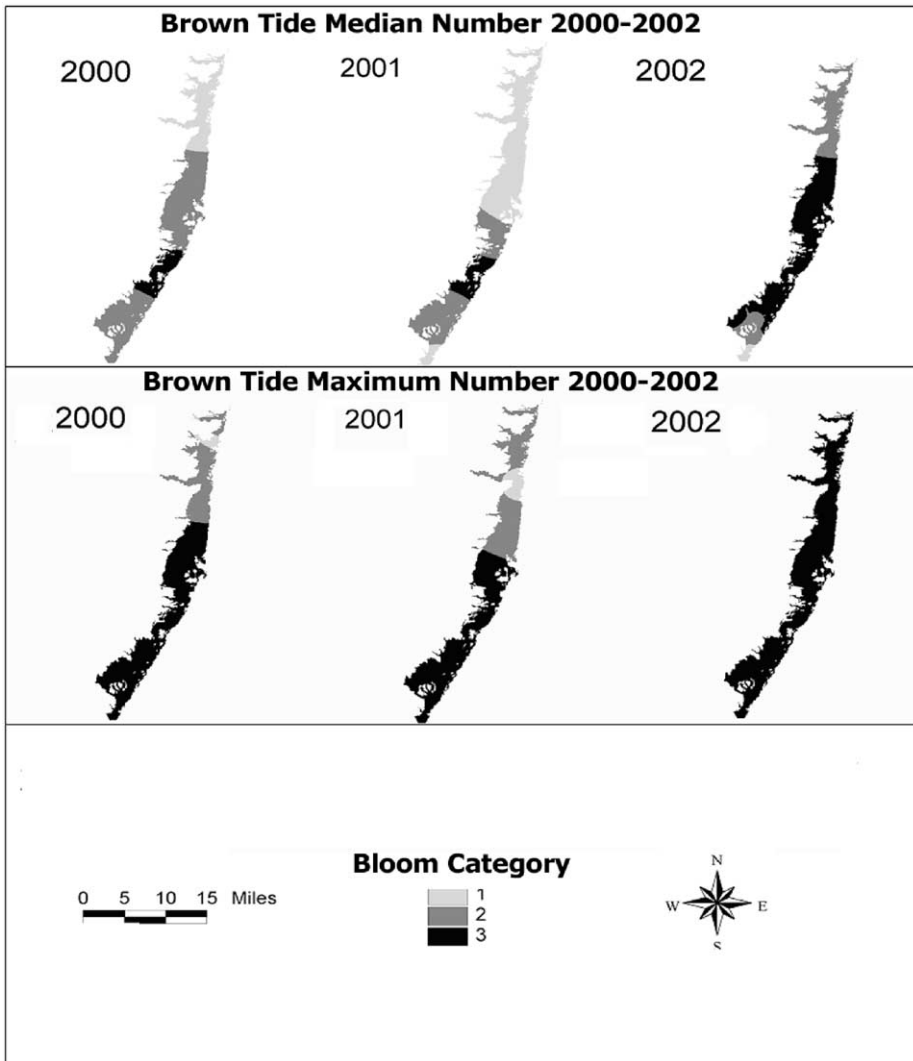 Brown Tide Median Number 2000-2002
2000
2001
2002
Brown Tide Maximum Number 2000-2002
2000
2001
2002
Bloom Category
1
2
3
0 5 10 15 Miles
N
W E
S